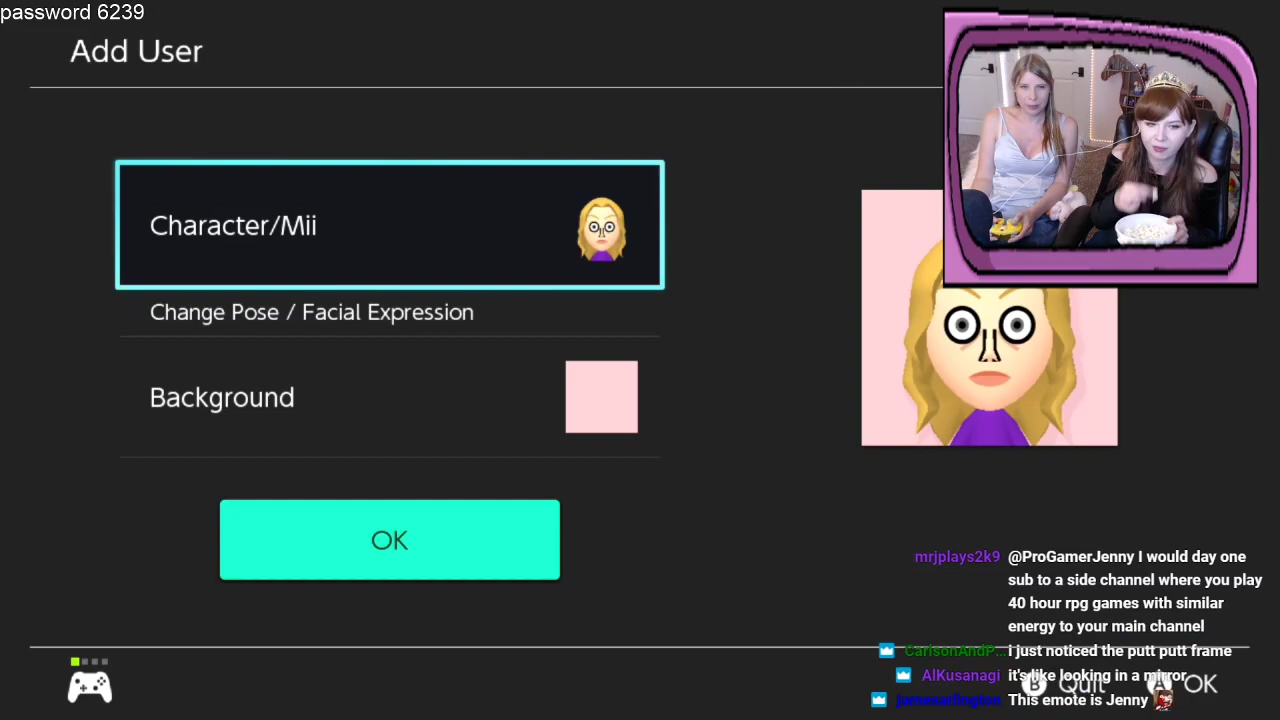 password 6239
Add User
Character/Mii
Change Pose / Facial Expression
Background
OK
mrjplays2k9 @ProGamerJenny I would day one
sub to a side channel where you play
40 hour rpg games with similar
energy to your main channel
CarlsonAndP... i just noticed the putt putt frame
AlKusanagi it's like looking in a mirror
This emote is Jenny
B Quit A OK